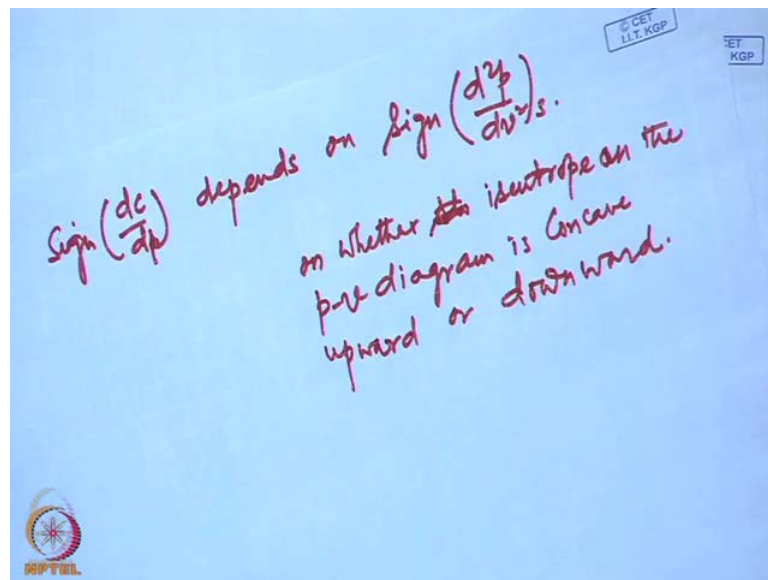 © CET
I.I.T. KGP
CET
KGP
Sign (dc/dp) depends on Sign (d²p/dv²)s.
on whether isentrope on the
p-v diagram is Concave
upward or downward.
NPTEL